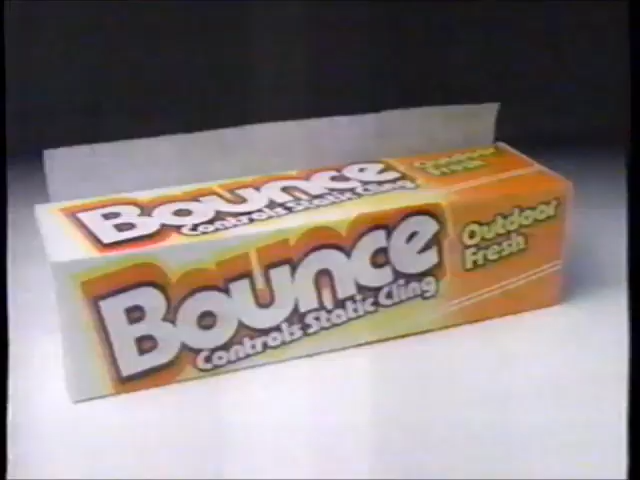 Bounce
Controls Static Cling
Outdoor
Fresh
Bounce
Controls Static Cling
Outdoor
Fresh